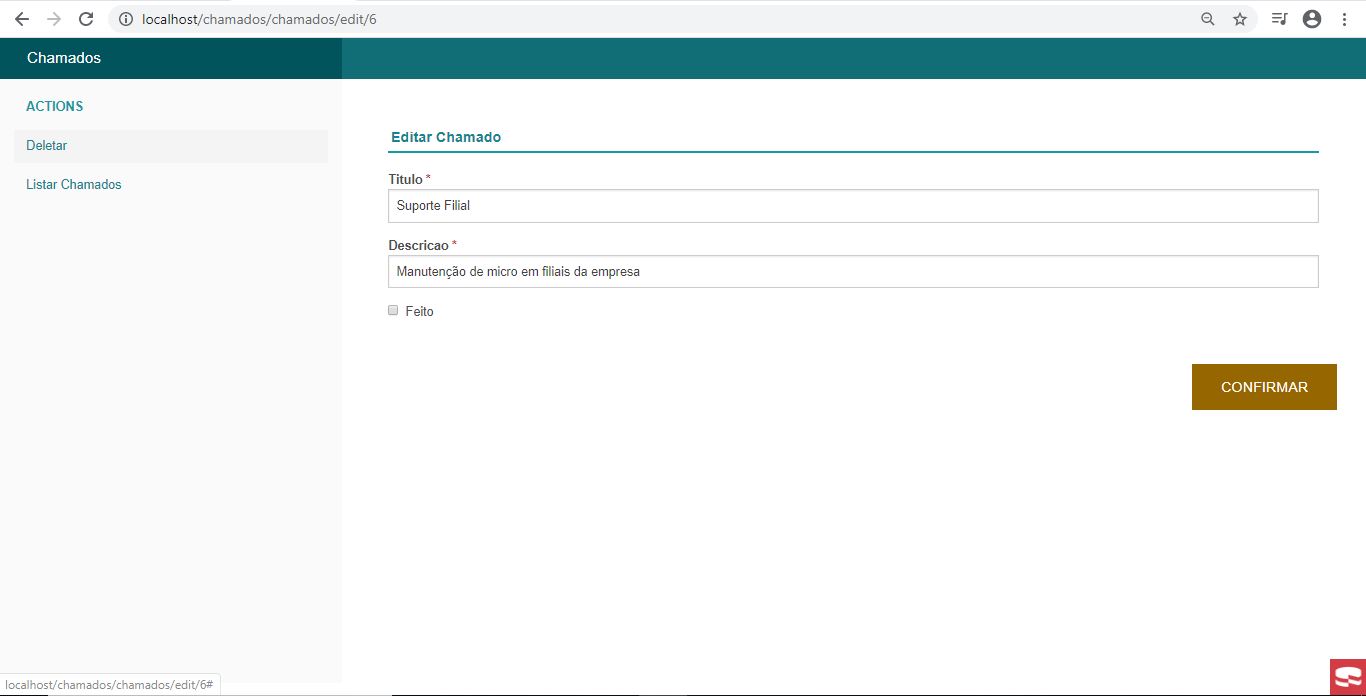 localhost/chamados/chamados/edit/6
Chamados
ACTIONS
Deletar
Listar Chamados
Editar Chamado
Titulo *
Suporte Filial
Descricao *
Manutenção de micro em filiais da empresa
Feito
CONFIRMAR
localhost/chamados/chamados/edit/6#